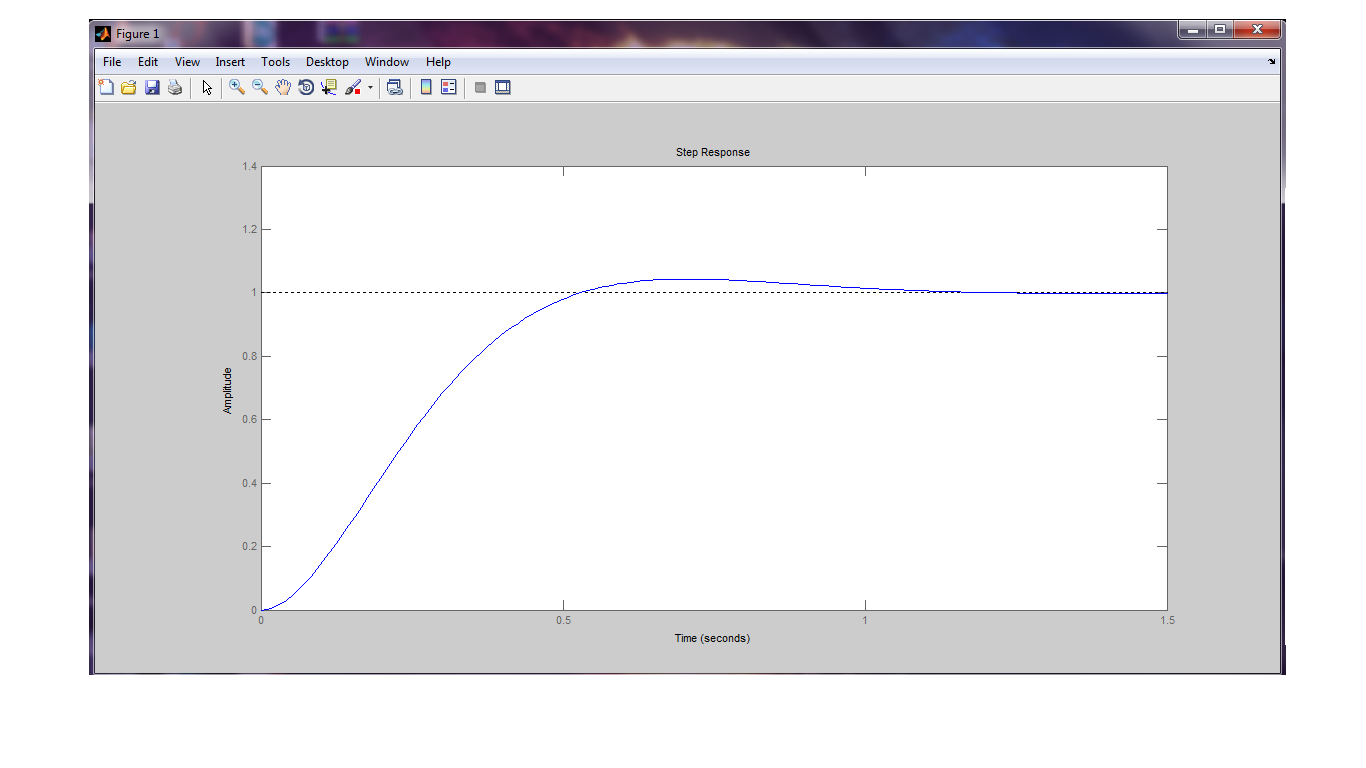 Figure 1
File Edit View Insert Tools Desktop Window Help
Step Response
1.4
1.2
1
0.8
0.6
0.4
0.2
0
Amplitude
0 0.5 1 1.5
Time (seconds)